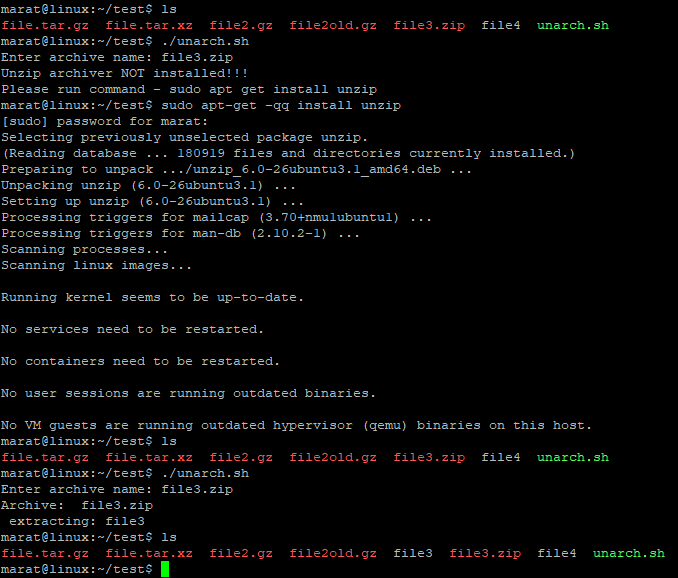 marat@linux:~/test$ ls
file.tar.gz  file.tar.xz  file2.gz  file2old.gz  file3.zip  file4  unarch.sh
marat@linux:~/test$ ./unarch.sh
Enter archive name: file3.zip
Unzip archiver NOT installed!!!
Please run command - sudo apt get install unzip
marat@linux:~/test$ sudo apt-get -qq install unzip
[sudo] password for marat:
Selecting previously unselected package unzip.
(Reading database ... 180919 files and directories currently installed.)
Preparing to unpack .../unzip_6.0-26ubuntu3.1_amd64.deb ...
Unpacking unzip (6.0-26ubuntu3.1) ...
Setting up unzip (6.0-26ubuntu3.1) ...
Processing triggers for mailcap (3.70+nmu1ubuntu1) ...
Processing triggers for man-db (2.10.2-1) ...
Scanning processes...
Scanning linux images...
Running kernel seems to be up-to-date.
No services need to be restarted.
No containers need to be restarted.
No user sessions are running outdated binaries.
No VM guests are running outdated hypervisor (qemu) binaries on this host.
marat@linux:~/test$ ls
file.tar.gz  file.tar.xz  file2.gz  file2old.gz  file3.zip  file4  unarch.sh
marat@linux:~/test$ ./unarch.sh
Enter archive name: file3.zip
Archive:  file3.zip
 extracting: file3
marat@linux:~/test$ ls
file.tar.gz  file.tar.xz  file2.gz  file2old.gz  file3  file3.zip  file4  unarch.sh
marat@linux:~/test$